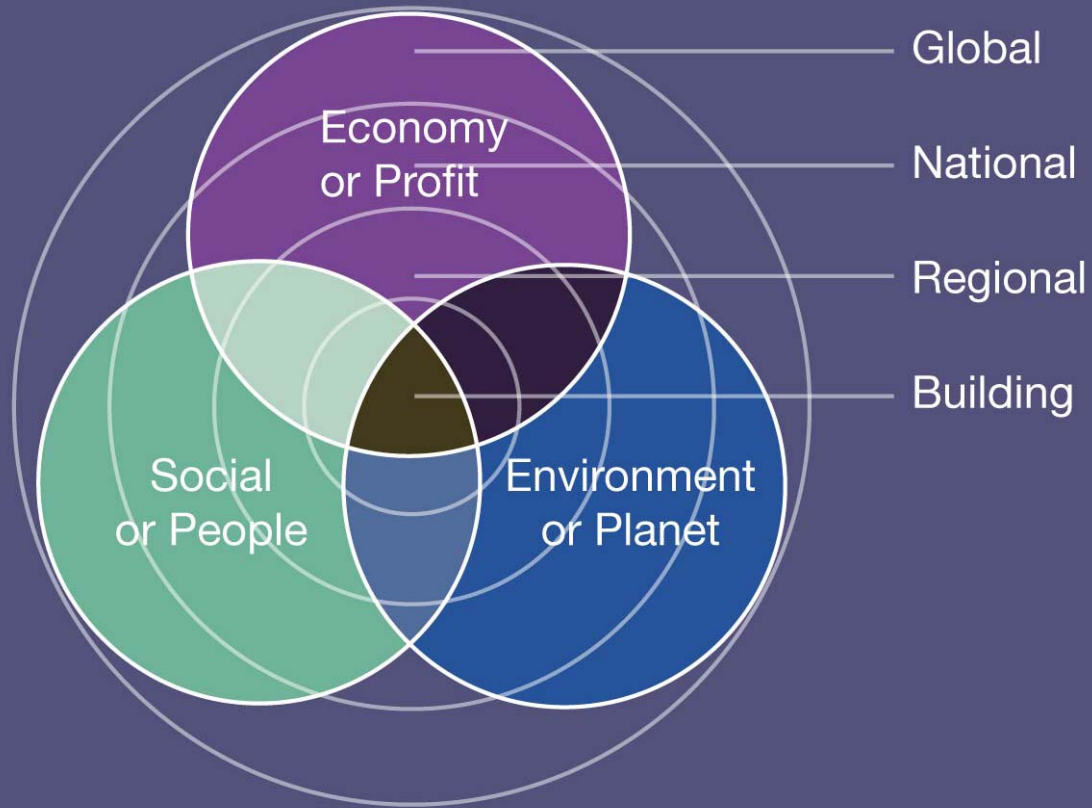 Economy
or Profit
Social
or People
Environment
or Planet
Global
National
Regional
Building